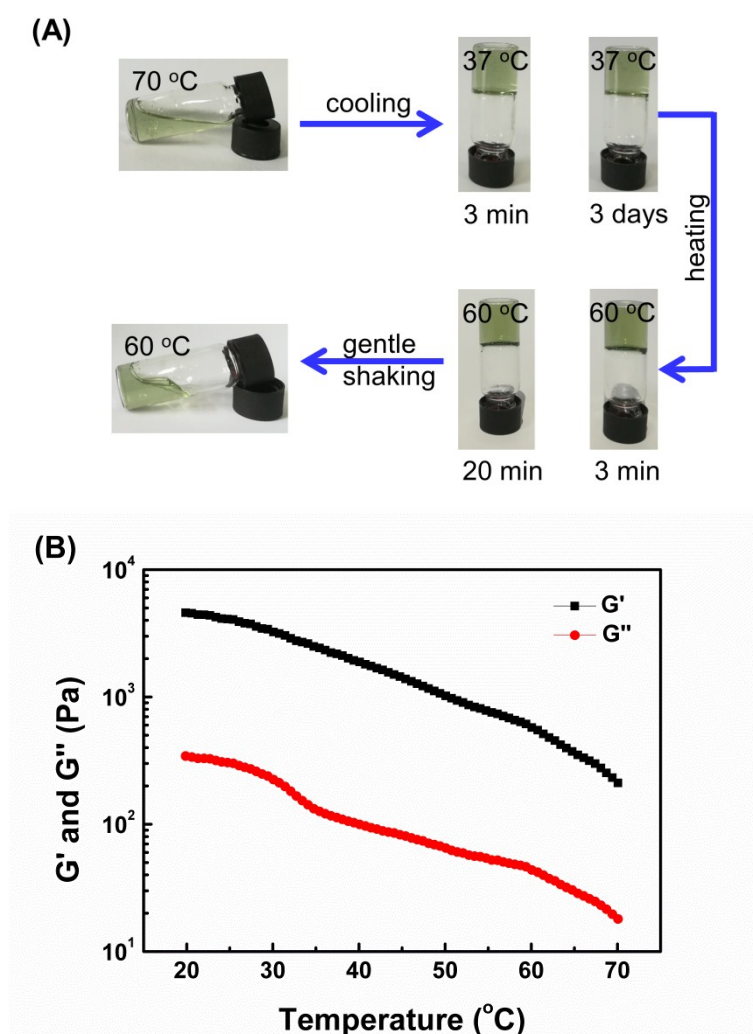 (A)
70 °C
cooling
37 °C
37 °C
3 min
3 days
heating
60 °C
gentle
shaking
60 °C
60 °C
20 min
3 min
(B)
10⁴
10³
10²
10¹
G' and G" (Pa)
G'
G"
20 30 40 50 60 70
Temperature (°C)